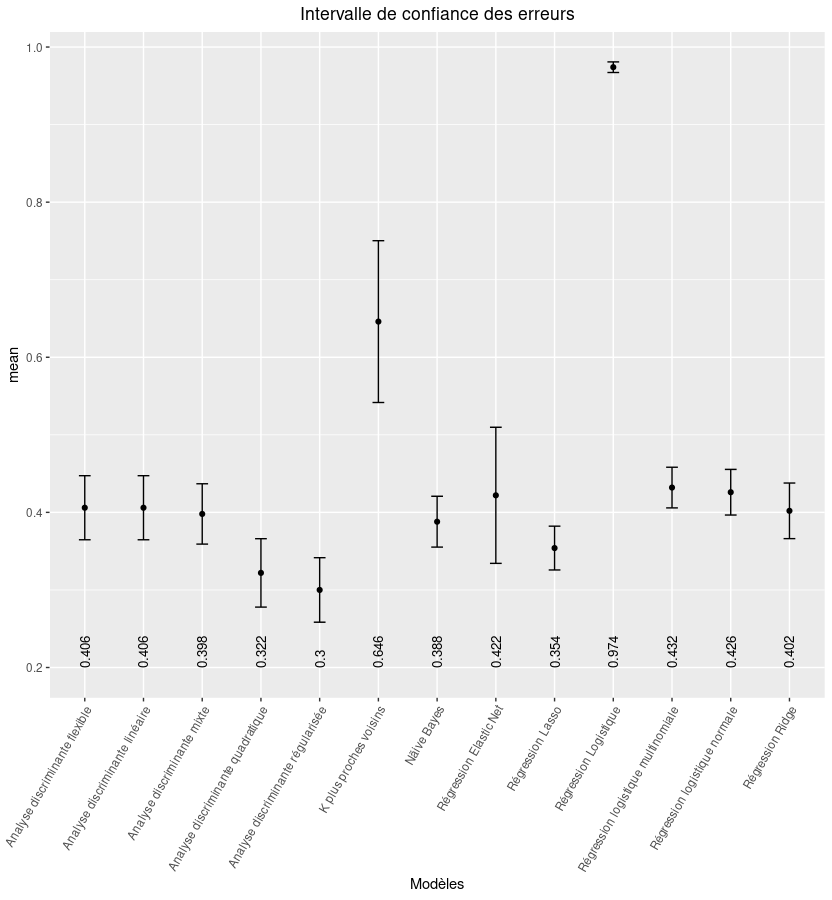 Intervalle de confiance des erreurs
mean
1.0
0.8
0.6
0.4
0.2
0.406
0.406
0.398
0.322
0.3
0.646
0.388
0.422
0.354
0.974
0.432
0.426
0.402
Analyse discriminante flexible
Analyse discriminante linéaire
Analyse discriminante mixte
Analyse discriminante quadratique
Analyse discriminante régularisée
K plus proches voisins
Näive Bayes
Régression Elastic Net
Régression Lasso
Régression Logistique
Régression logistique multinomiale
Régression logistique normale
Régression Ridge
Modèles